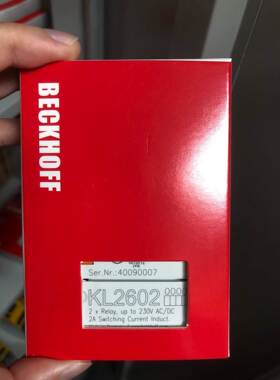 BECKHOFF
Ser.Nr.: 40090007
KL2602
2 x Relay, up to 230V AC/DC
2A Switching Current Induct.